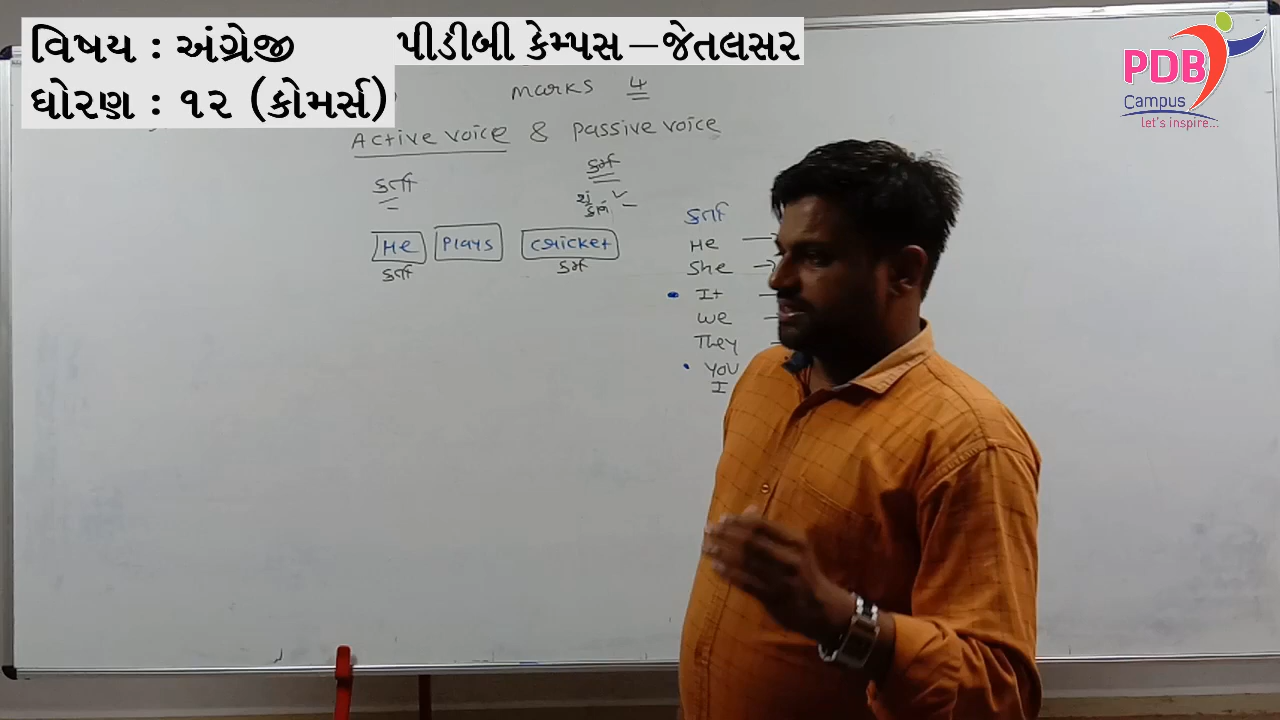 વિષય : અંગ્રેજી
પીડીબી કેમ્પસ–જેતલસર
ધોરણ : ૧૨ (કોમર્સ)
PDB
Campus
let's inspire...
marks 4
Active voice & Passive voice
કર્તા
કર્મ
શું
કોણ
He Plays Cricket
કર્તા કર્મ
કર્તા
He
She
It
We
They
You
I